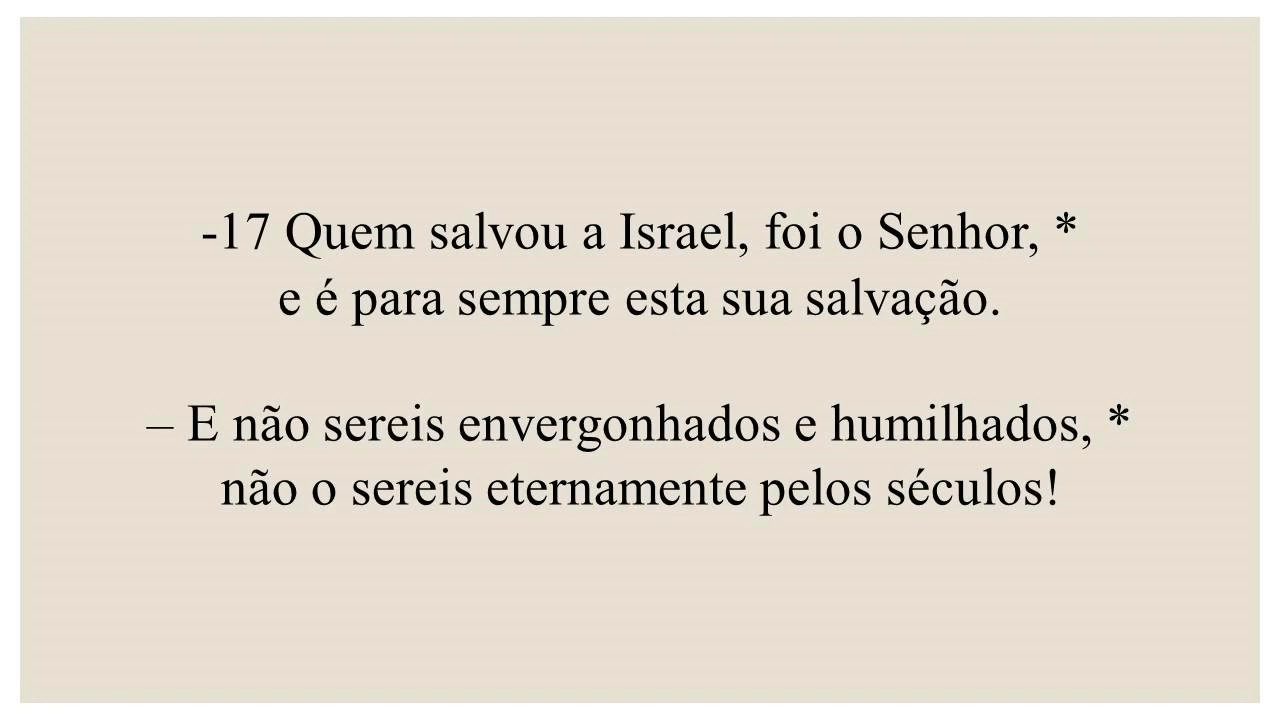 -17 Quem salvou a Israel, foi o Senhor, *
e é para sempre esta sua salvação.
– E não sereis envergonhados e humilhados, *
não o sereis eternamente pelos séculos!